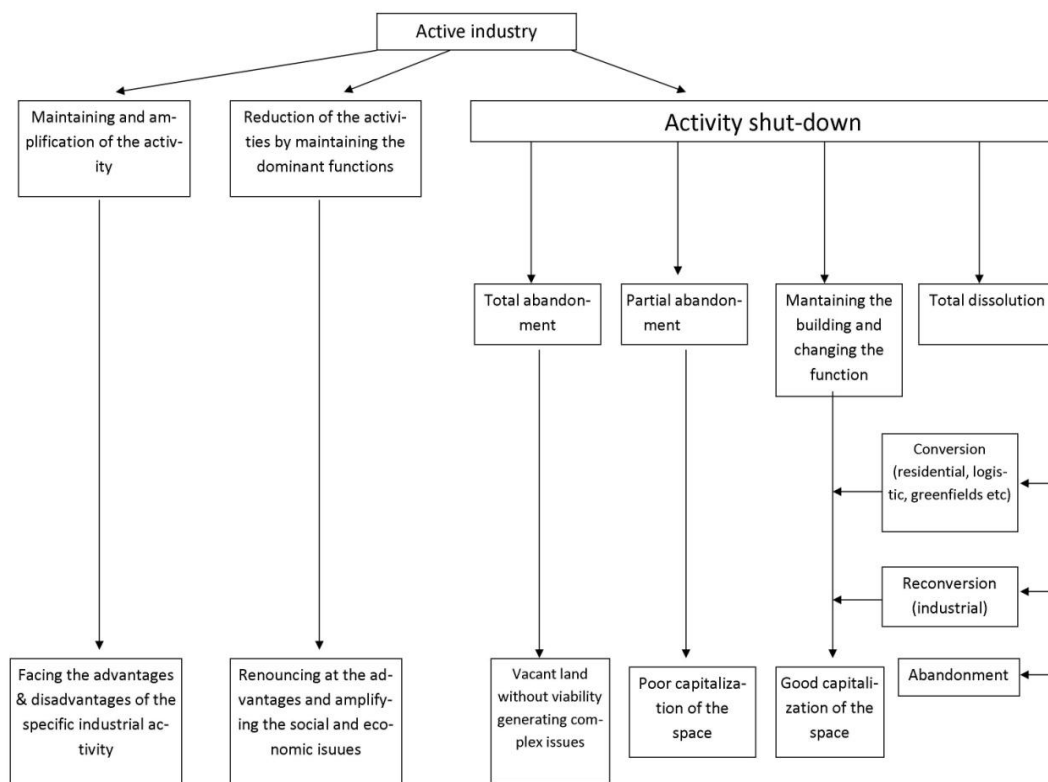 Active industry
Maintaining and am-
plification of the activ-
ity
Reduction of the activi-
ties by maintaining the
dominant functions
Activity shut-down
Total abandon-
ment
Partial abandon-
ment
Mantaining the
building and
changing the
function
Total dissolution
Conversion
(residential, logis-
tic, greenfields etc)
Reconversion
(industrial)
Facing the advantages
& disadvantages of the
specific industrial ac-
tivity
Renouncing at the ad-
vantages and amplify-
ing the social and eco-
nomic isuues
Vacant land
without viability
generating com-
plex issues
Poor capitaliza-
tion of the
space
Good capitali-
zation of the
space
Abandonment